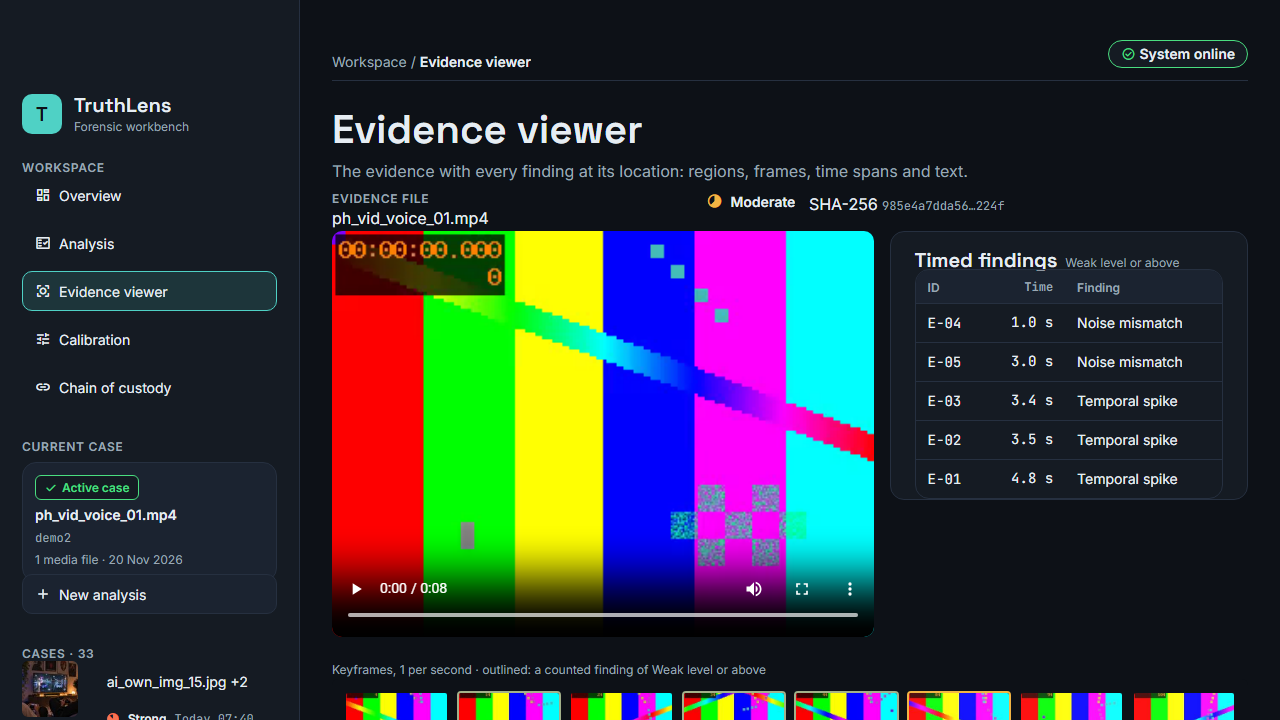 T
TruthLens
Forensic workbench
WORKSPACE
Overview
Analysis
Evidence viewer
Calibration
Chain of custody
CURRENT CASE
Active case
ph_vid_voice_01.mp4
demo2
1 media file · 20 Nov 2026
New analysis
CASES · 33
ai_own_img_15.jpg +2
Strong Today 07:40
Workspace / Evidence viewer
System online
Evidence viewer
The evidence with every finding at its location: regions, frames, time spans and text.
EVIDENCE FILE
ph_vid_voice_01.mp4
Moderate SHA-256 985e4a7dda56…224f
00:00:00.000
0
0:00 / 0:08
Timed findings Weak level or above
ID Time Finding
E-04 1.0 s Noise mismatch
E-05 3.0 s Noise mismatch
E-03 3.4 s Temporal spike
E-02 3.5 s Temporal spike
E-01 4.8 s Temporal spike
Keyframes, 1 per second · outlined: a counted finding of Weak level or above